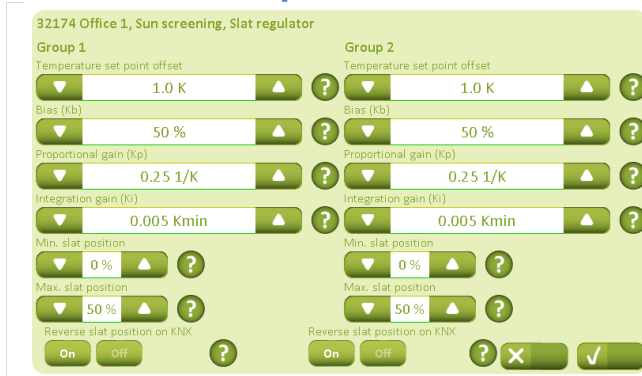 32174 Office 1, Sun screening, Slat regulator
Group 1
Temperature set point offset
1.0 K
?
Bias (Kb)
50 %
?
Proportional gain (Kp)
0.25 1/K
?
Integration gain (Ki)
0.005 Kmin
?
Min. slat position
0 %
?
Max. slat position
50 %
?
Reverse slat position on KNX
On
Off
?
Group 2
Temperature set point offset
1.0 K
?
Bias (Kb)
50 %
?
Proportional gain (Kp)
0.25 1/K
?
Integration gain (Ki)
0.005 Kmin
?
Min. slat position
0 %
?
Max. slat position
50 %
?
Reverse slat position on KNX
On
Off
?